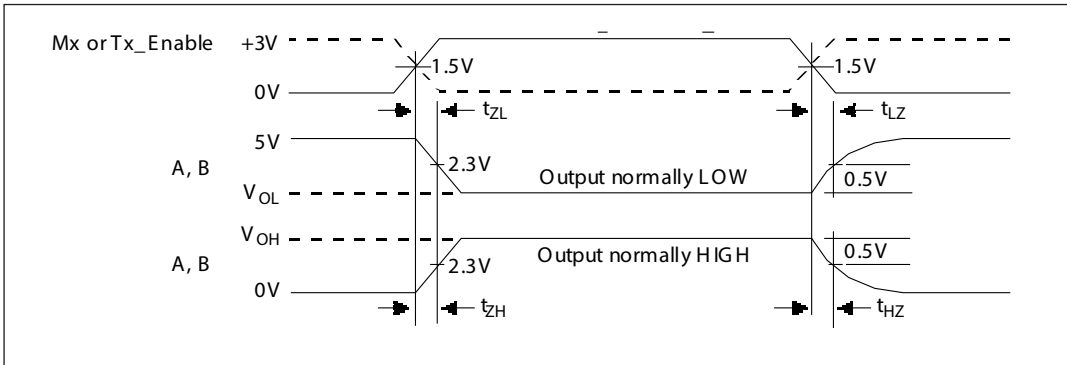 Mx or Tx_Enable +3V
1.5V 1.5V
0V
tZL tLZ
5V
A, B 2.3V 0.5V
Output normally LOW
VOL
VOH
Output normally HIGH 0.5V
A, B 2.3V
0V
tZH tHZ